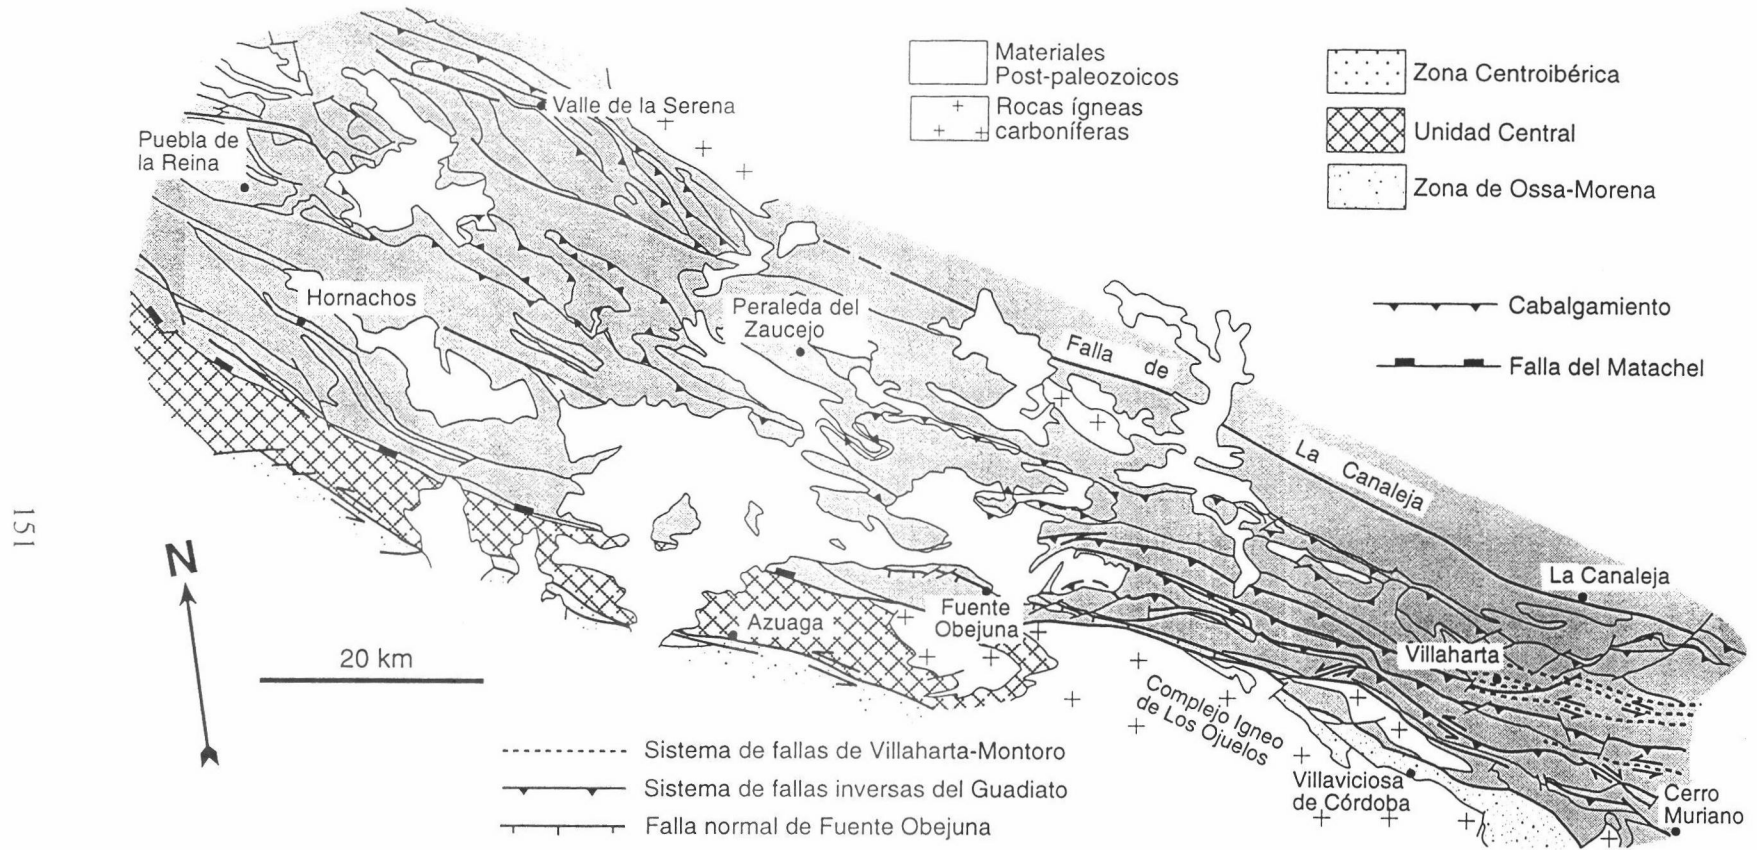 Materiales
Post-paleozoicos
Rocas ígneas
carboníferas
Zona Centroibérica
Unidad Central
Zona de Ossa-Morena
Cabalgamiento
Falla del Matachel
Valle de la Serena
Puebla de
la Reina
Hornachos
Peraleda del
Zaucejo
Falla de
La Canaleja
La Canaleja
Villaharta
Fuente
Obejuna
Azuaga
Complejo Igneo
de Los Ojuelos
Villaviciosa
de Córdoba
Cerro
Muriano
N
20 km
Sistema de fallas de Villaharta-Montoro
Sistema de fallas inversas del Guadiato
Falla normal de Fuente Obejuna
151